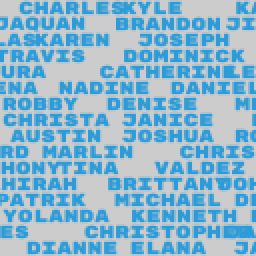 CHARLES KYLE
JAQUAN BRANDON
KAREN JOSEPH
TRAVIS DOMINICK
CATHERINE
NADINE DANIEL
ROBBY DENISE
CHRISTA JANICE
AUSTIN JOSHUA
MARLIN CHRIS
TINA VALDEZ
BRITTANY
PATRIK MICHAEL
YOLANDA KENNETH
CHRISTOPHER
DIANNE ELANA